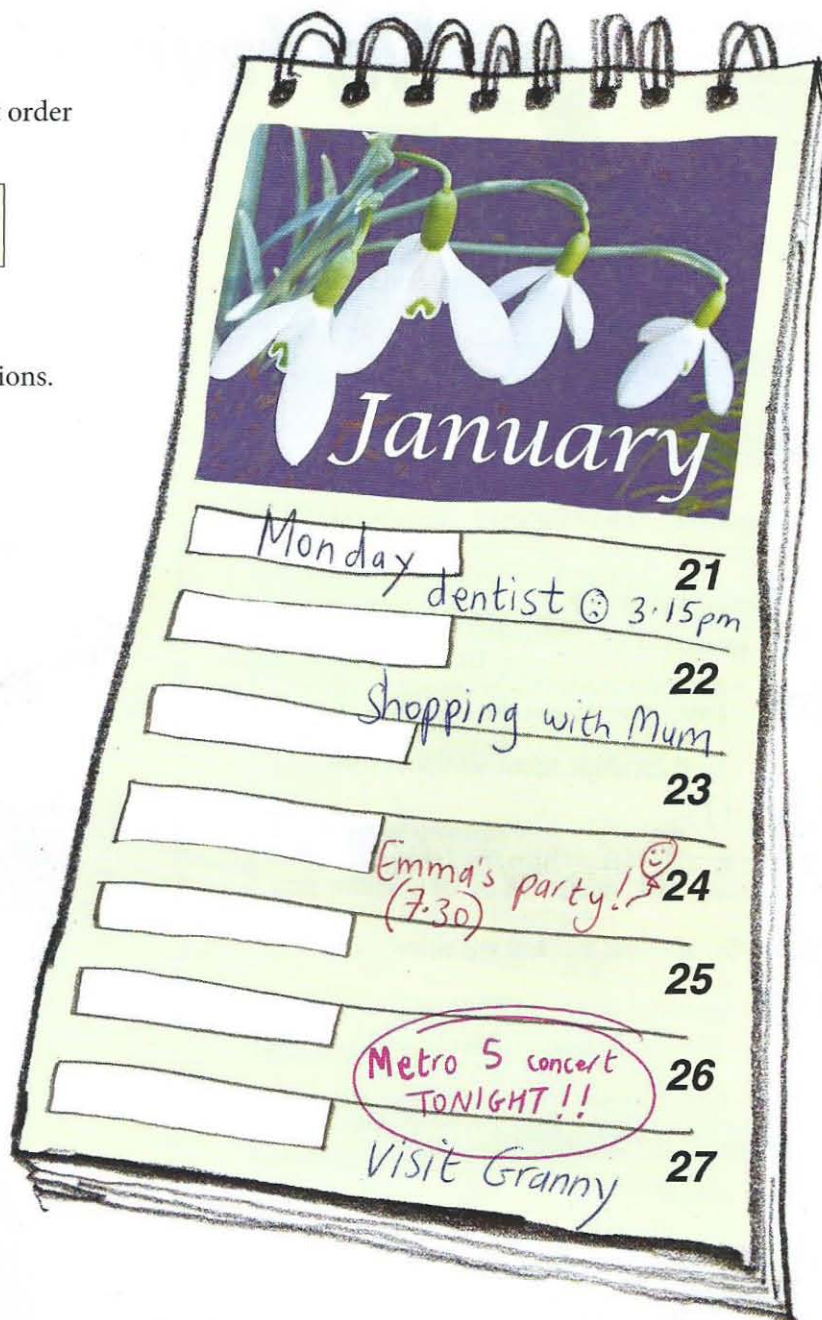 order
ions.
January
Monday
21
dentist 3.15pm
22
Shopping with Mum
23
Emma's party!
24
(7.30)
25
Metro 5 concert
26
TONIGHT!!
27
Visit Granny